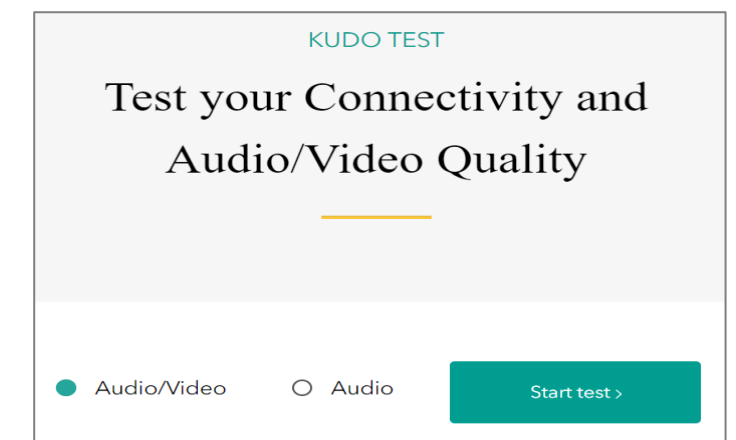 KUDO TEST
Test your Connectivity and
Audio/Video Quality
Audio/Video
Audio
Start test >